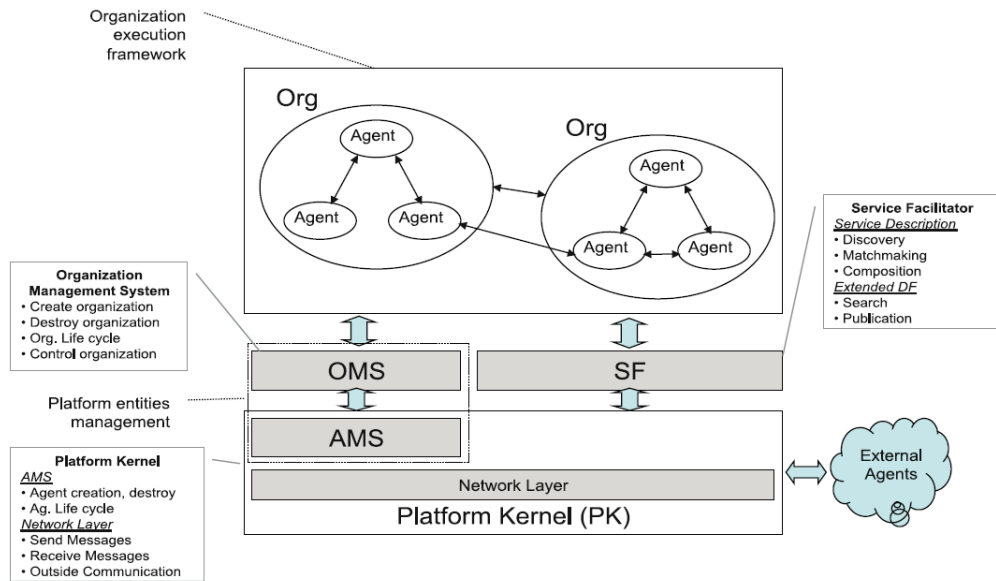 Organization
execution
framework
Org
Agent
Agent
Agent
Org
Agent
Agent
Agent
Service Facilitator
Service Description
• Discovery
• Matchmaking
• Composition
Extended DF
• Search
• Publication
Organization
Management System
• Create organization
• Destroy organization
• Org. Life cycle
• Control organization
OMS
SF
Platform entities
management
AMS
Platform Kernel
AMS
• Agent creation, destroy
• Ag. Life cycle
Network Layer
• Send Messages
• Receive Messages
• Outside Communication
Network Layer
Platform Kernel (PK)
External
Agents